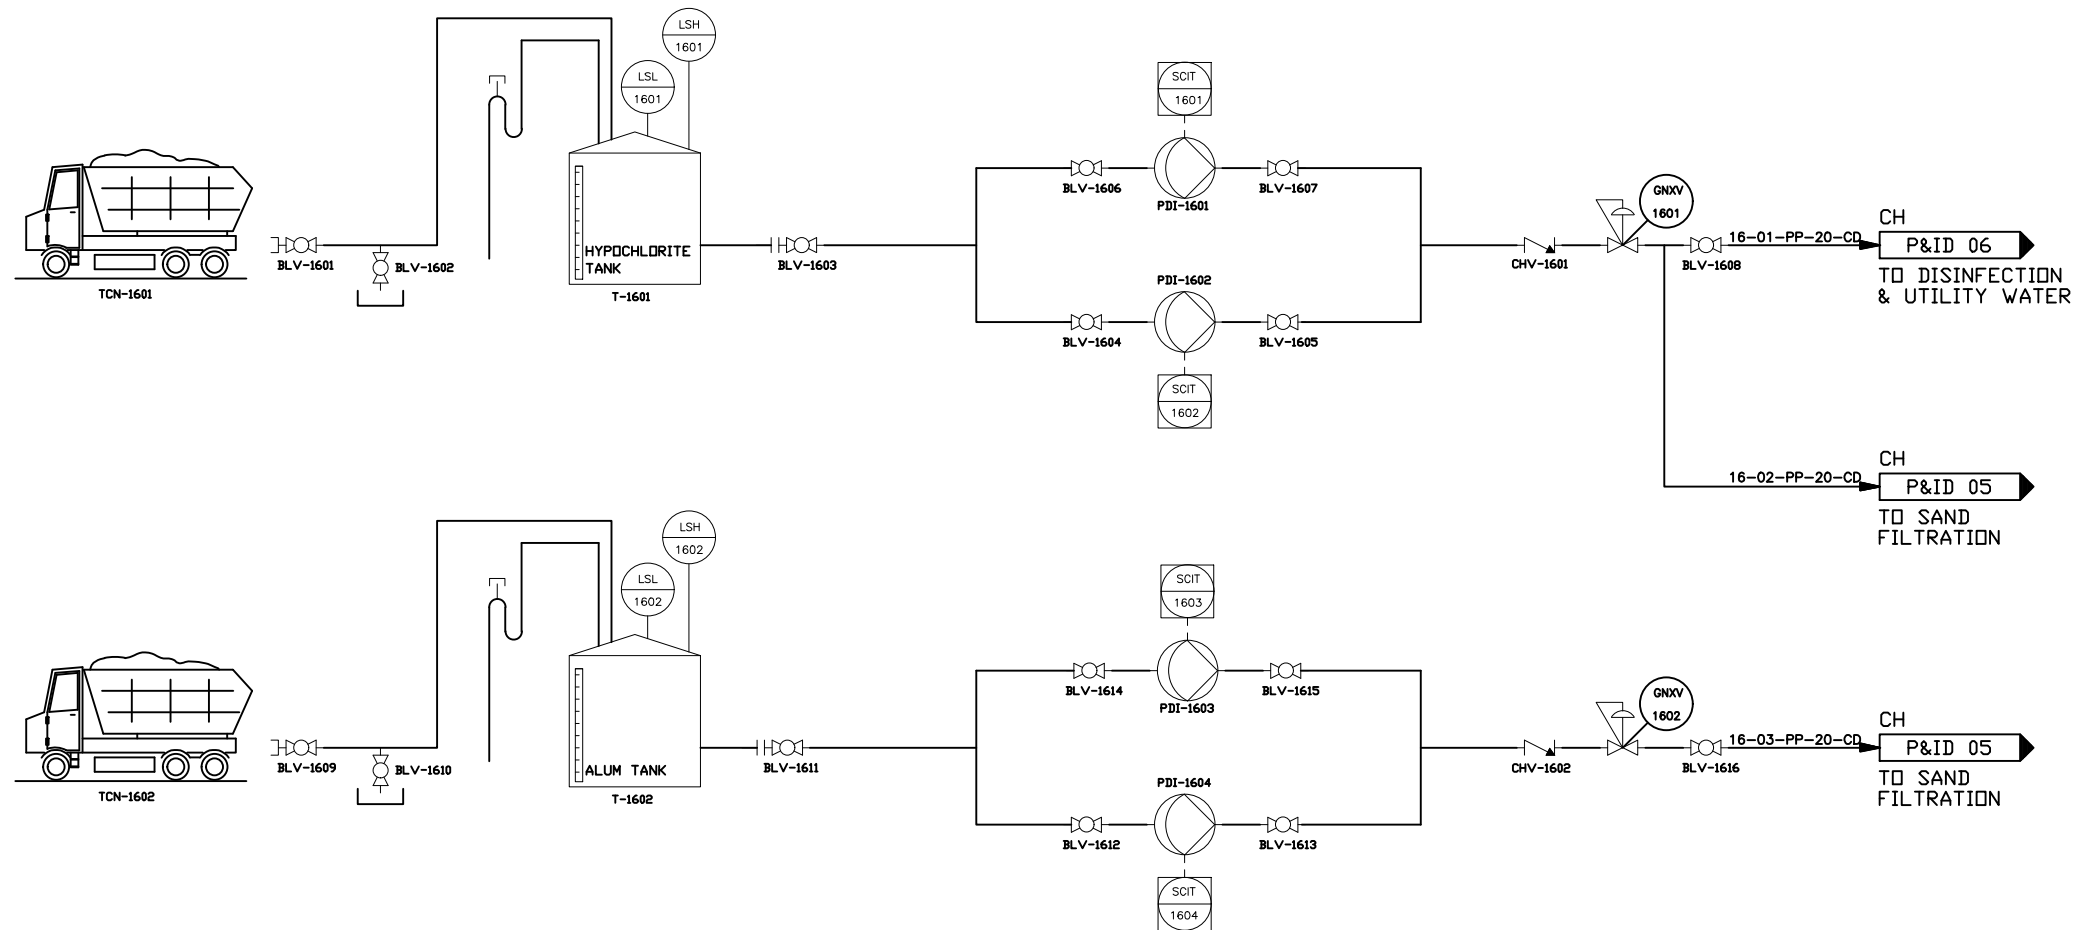 LSH
1601
LSL
1601
SCIT
1601
BLV-1606
PDI-1601
BLV-1607
GNXV
1601
TCN-1601
BLV-1601
BLV-1602
HYPOCHLORITE
TANK
T-1601
BLV-1603
PDI-1602
BLV-1604
BLV-1605
SCIT
1602
CHV-1601
BLV-1608
16-01-PP-20-CD
CH
P&ID 06
TO DISINFECTION
& UTILITY WATER
16-02-PP-20-CD
CH
P&ID 05
TO SAND
FILTRATION
LSH
1602
LSL
1602
SCIT
1603
BLV-1614
PDI-1603
BLV-1615
GNXV
1602
TCN-1602
BLV-1609
BLV-1610
ALUM TANK
T-1602
BLV-1611
PDI-1604
BLV-1612
BLV-1613
SCIT
1604
CHV-1602
BLV-1616
16-03-PP-20-CD
CH
P&ID 05
TO SAND
FILTRATION